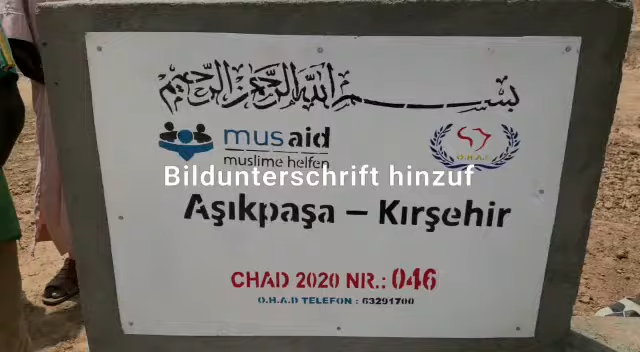 بسم الله الرحمن الرحيم
musaid
muslime helfen
O.H.A.D
Bildunterschrift hinzuf
Aşıkpaşa – Kırşehir
CHAD 2020 NR.: 046
O.H.A.D TELEFON : 63291700